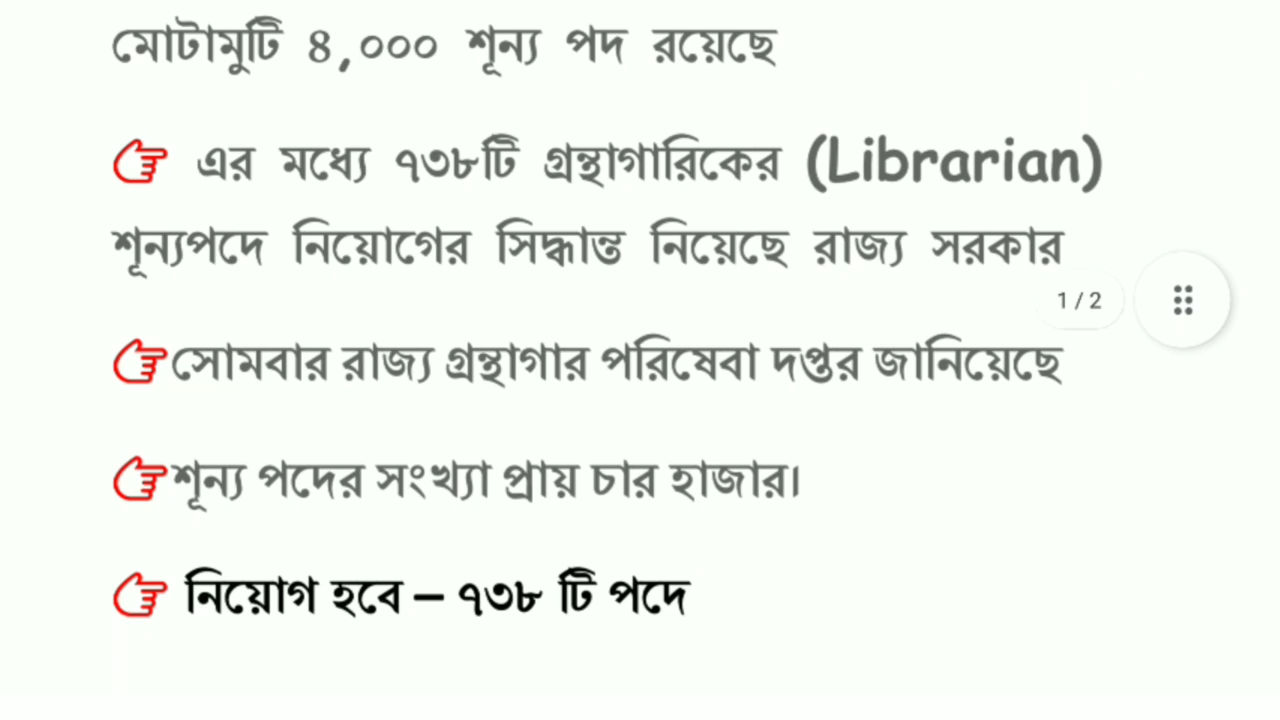 মোটামুটি ৪,০০০ শূন্য পদ রয়েছে
👉 এর মধ্যে ৭৩৮টি গ্রন্থাগারিকের (Librarian)
শূন্যপদে নিয়োগের সিদ্ধান্ত নিয়েছে রাজ্য সরকার
1 / 2
👉সোমবার রাজ্য গ্রন্থাগার পরিষেবা দপ্তর জানিয়েছে
👉শূন্য পদের সংখ্যা প্রায় চার হাজার।
👉 নিয়োগ হবে – ৭৩৮ টি পদে